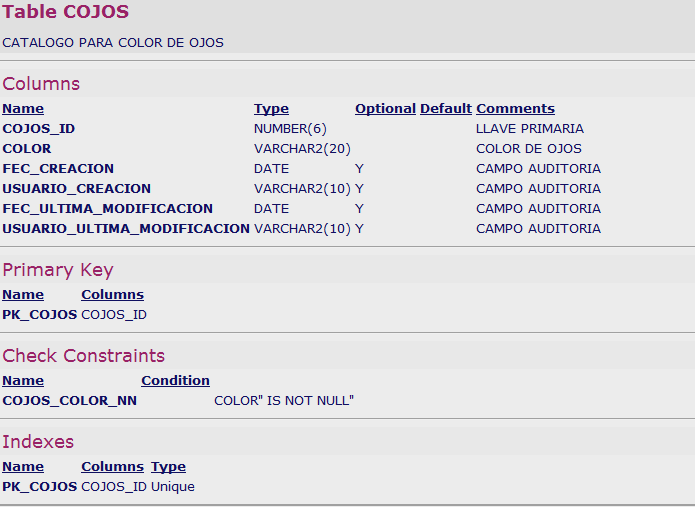 Table COJOS
CATALOGO PARA COLOR DE OJOS
Columns
Name Type Optional Default Comments
COJOS_ID NUMBER(6) LLAVE PRIMARIA
COLOR VARCHAR2(20) COLOR DE OJOS
FEC_CREACION DATE Y CAMPO AUDITORIA
USUARIO_CREACION VARCHAR2(10) Y CAMPO AUDITORIA
FEC_ULTIMA_MODIFICACION DATE Y CAMPO AUDITORIA
USUARIO_ULTIMA_MODIFICACION VARCHAR2(10) Y CAMPO AUDITORIA
Primary Key
Name Columns
PK_COJOS COJOS_ID
Check Constraints
Name Condition
COJOS_COLOR_NN COLOR" IS NOT NULL"
Indexes
Name Columns Type
PK_COJOS COJOS_ID Unique